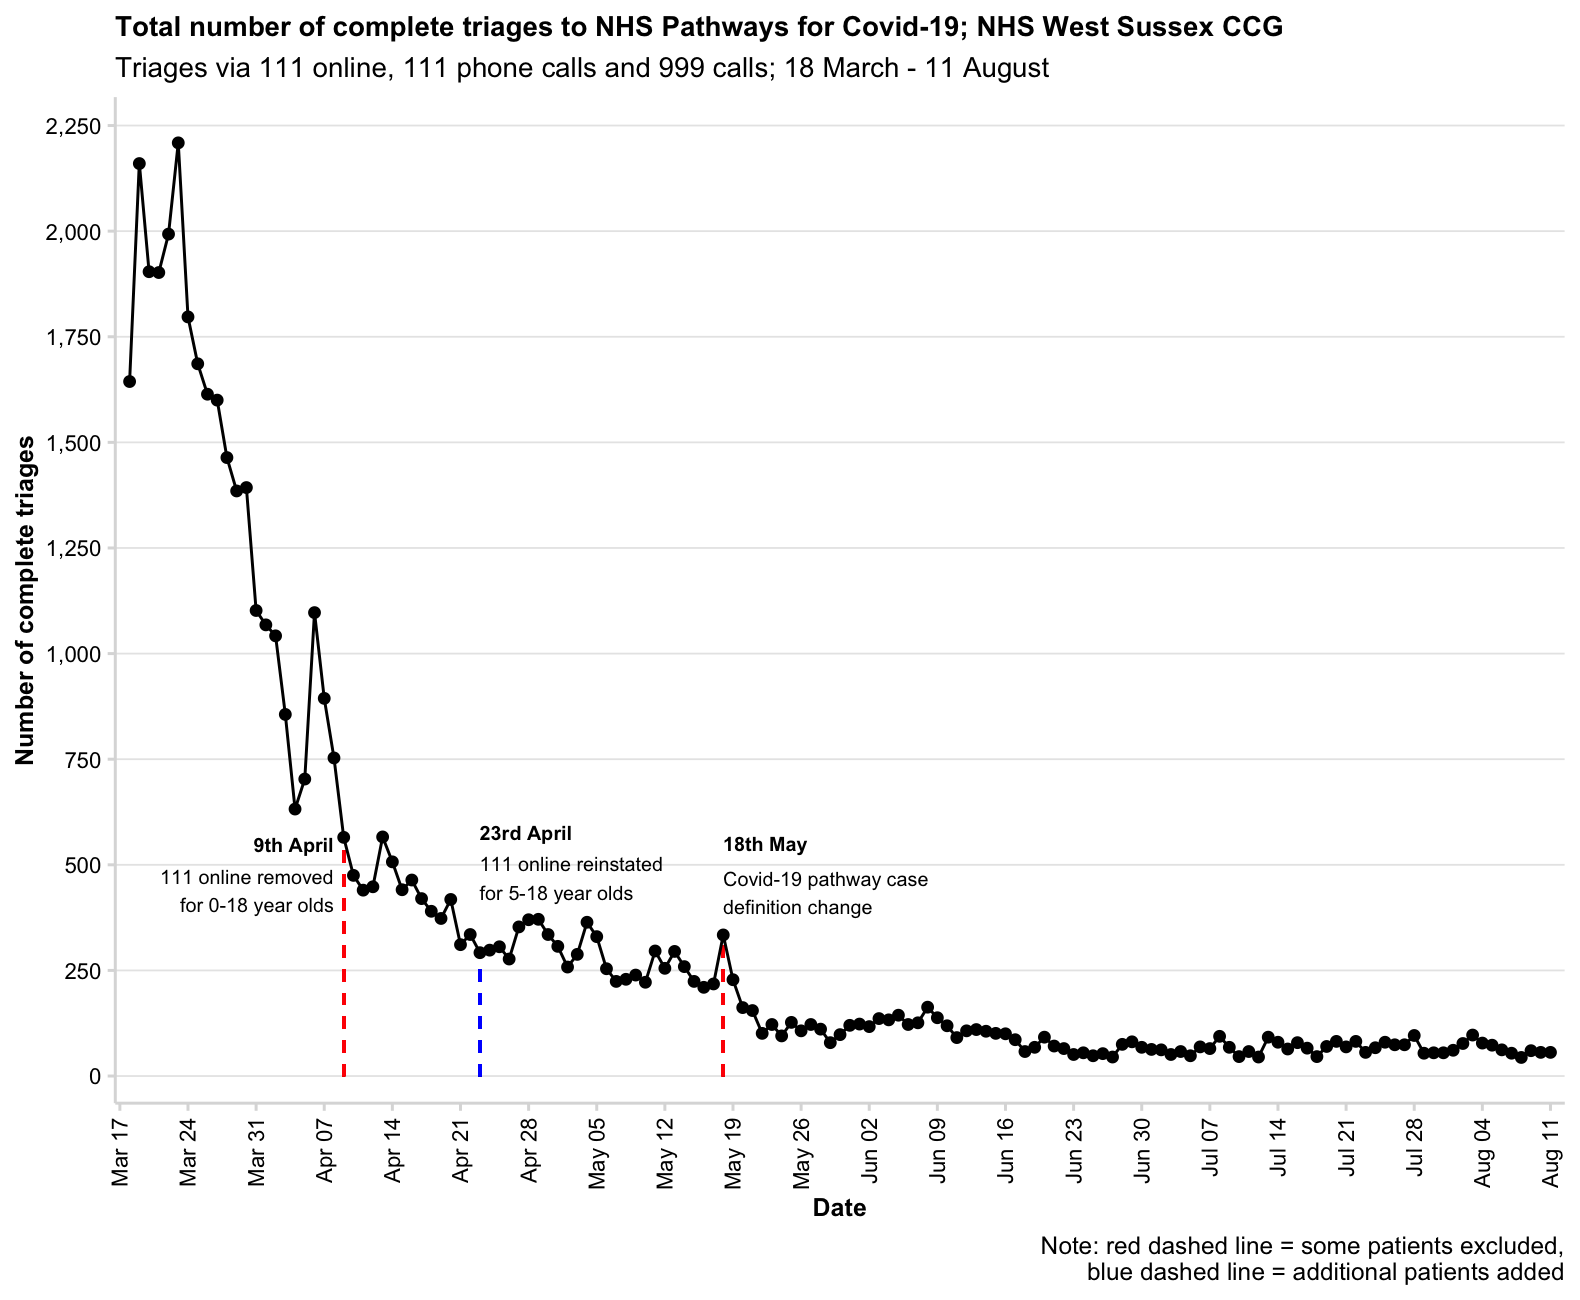 Total number of complete triages to NHS Pathways for Covid-19; NHS West Sussex CCG
Triages via 111 online, 111 phone calls and 999 calls; 18 March - 11 August
Number of complete triages
2,250
2,000
1,750
1,500
1,250
1,000
750
500
250
0
9th April
111 online removed
for 0-18 year olds
23rd April
111 online reinstated
for 5-18 year olds
18th May
Covid-19 pathway case
definition change
Mar 17
Mar 24
Mar 31
Apr 07
Apr 14
Apr 21
Apr 28
May 05
May 12
May 19
May 26
Jun 02
Jun 09
Jun 16
Jun 23
Jun 30
Jul 07
Jul 14
Jul 21
Jul 28
Aug 04
Aug 11
Date
Note: red dashed line = some patients excluded,
blue dashed line = additional patients added